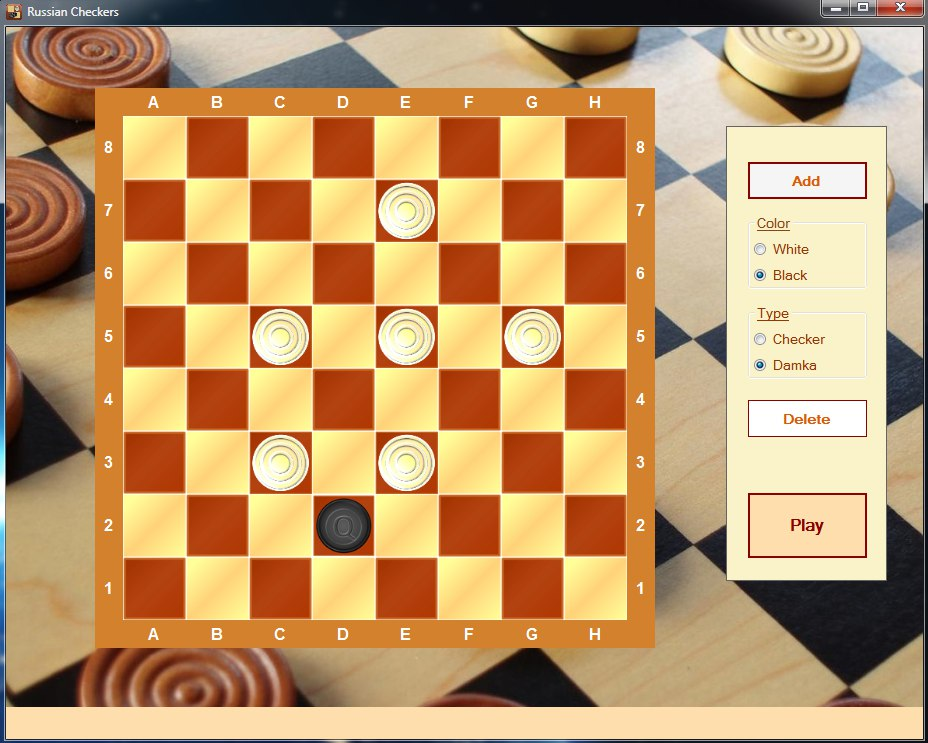 Russian Checkers
A B C D E F G H
8 8
7 7
6 6
5 5
4 4
3 3
2 Q 2
1 1
A B C D E F G H
Add
Color
White
Black
Type
Checker
Damka
Delete
Play